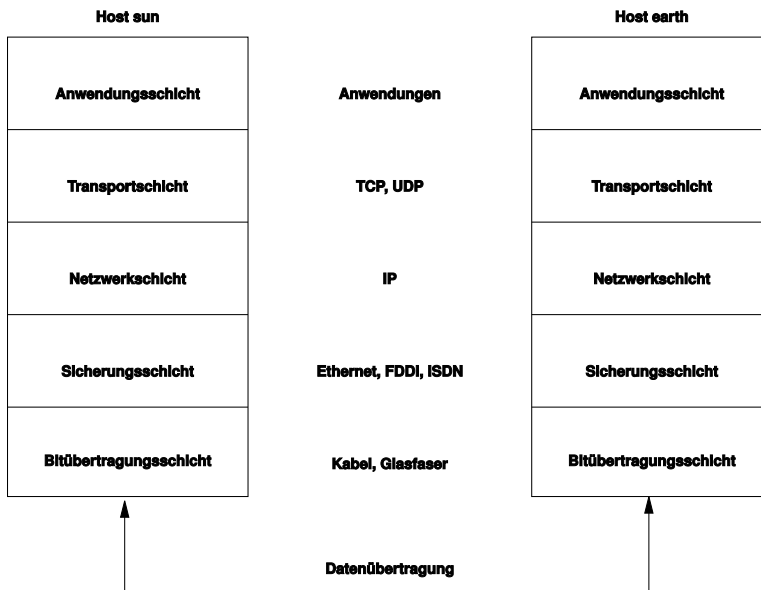 Host sun
Host earth
Anwendungsschicht
Anwendungen
Anwendungsschicht
Transportschicht
TCP, UDP
Transportschicht
Netzwerkschicht
IP
Netzwerkschicht
Sicherungsschicht
Ethernet, FDDI, ISDN
Sicherungsschicht
Bitübertragungsschicht
Kabel, Glasfaser
Bitübertragungsschicht
Datenübertragung